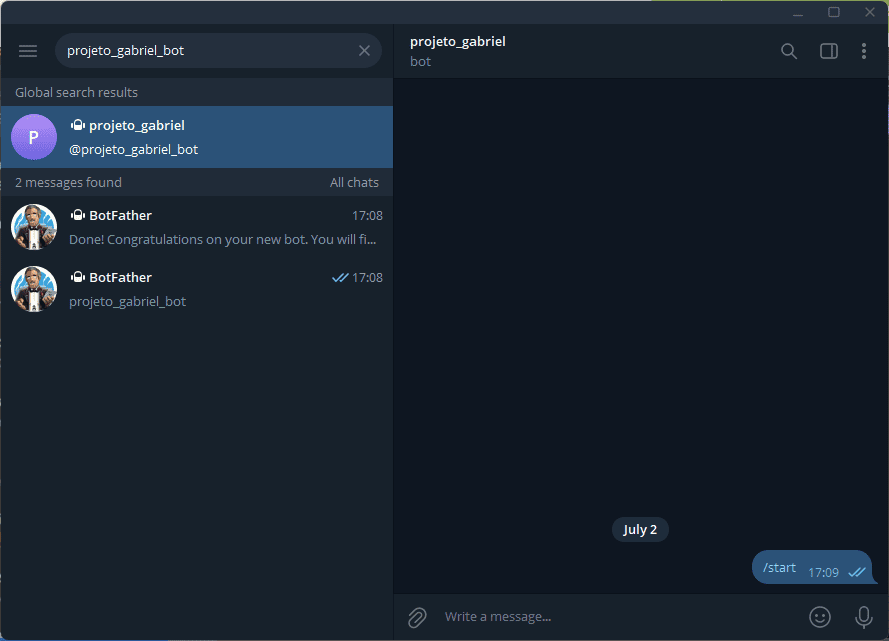 projeto_gabriel_bot
Global search results
P
projeto_gabriel
@projeto_gabriel_bot
2 messages found All chats
BotFather 17:08
Done! Congratulations on your new bot. You will fi...
BotFather 17:08
projeto_gabriel_bot
projeto_gabriel
bot
July 2
/start 17:09
Write a message...